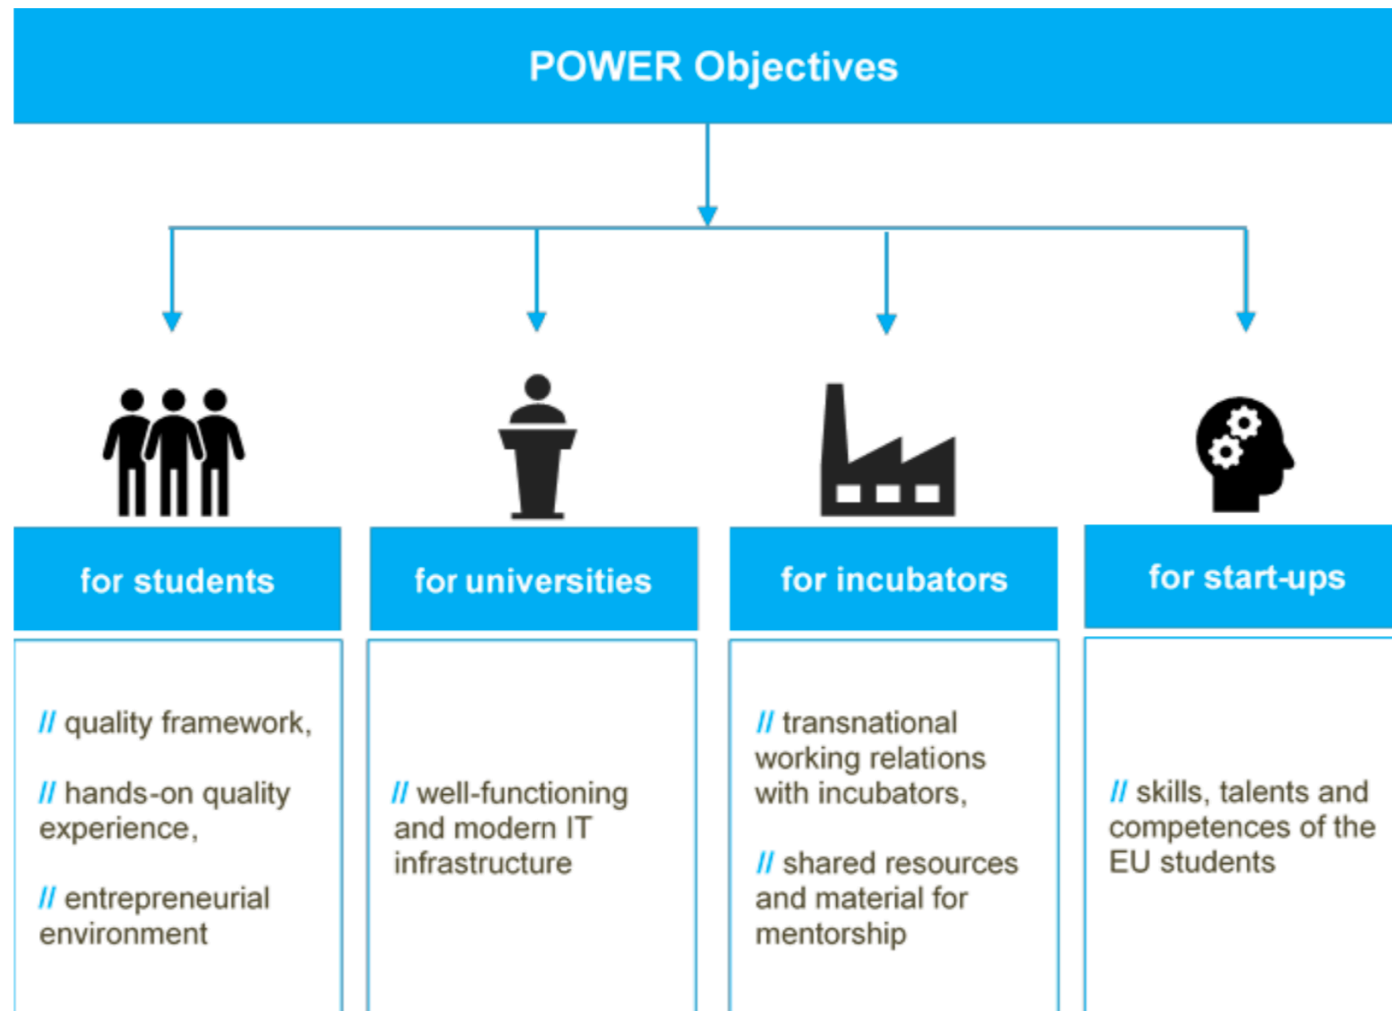 POWER Objectives
for students
for universities
for incubators
for start-ups
// quality framework,
// hands-on quality
experience,
// entrepreneurial
environment
// well-functioning
and modern IT
infrastructure
// transnational
working relations
with incubators,
// shared resources
and material for
mentorship
// skills, talents and
competences of the
EU students